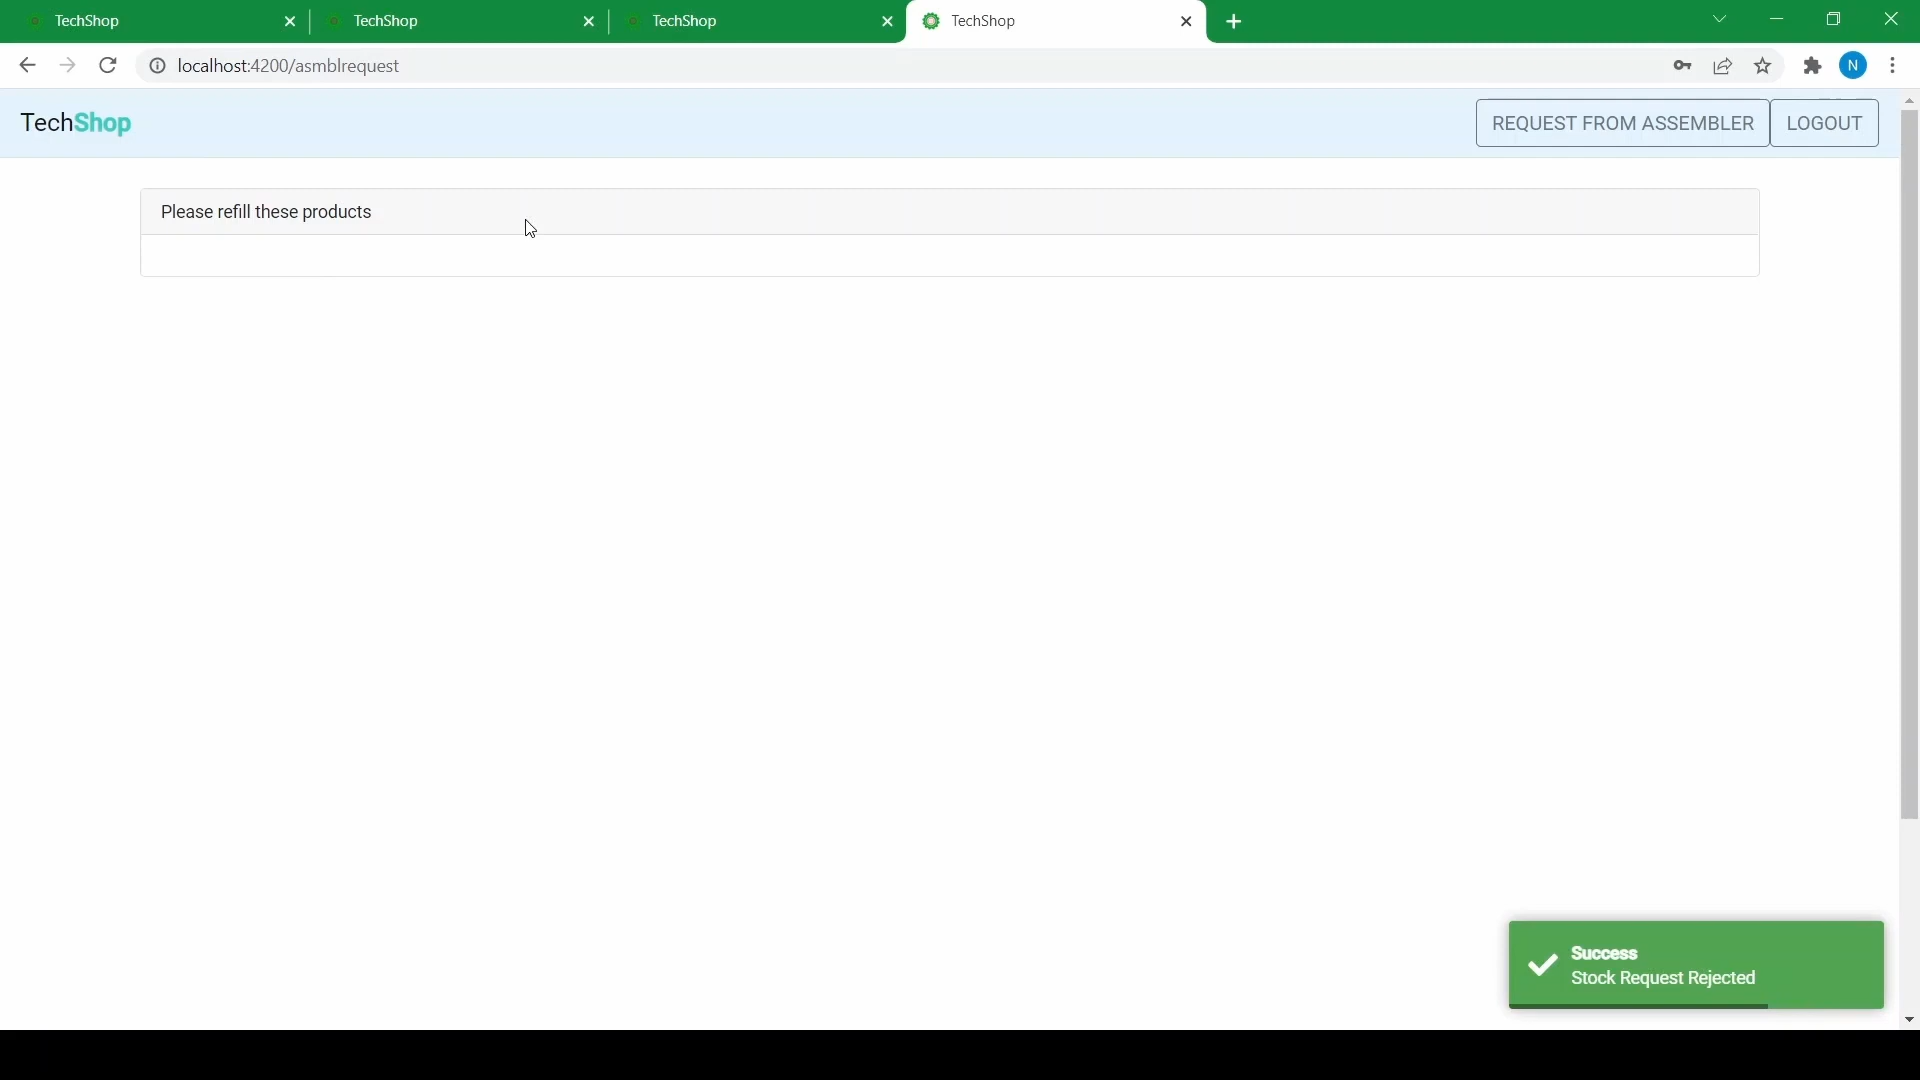 TechShop
TechShop
TechShop
TechShop
localhost:4200/asmblrequest
N
TechShop
REQUEST FROM ASSEMBLER
LOGOUT
Please refill these products
Success
Stock Request Rejected